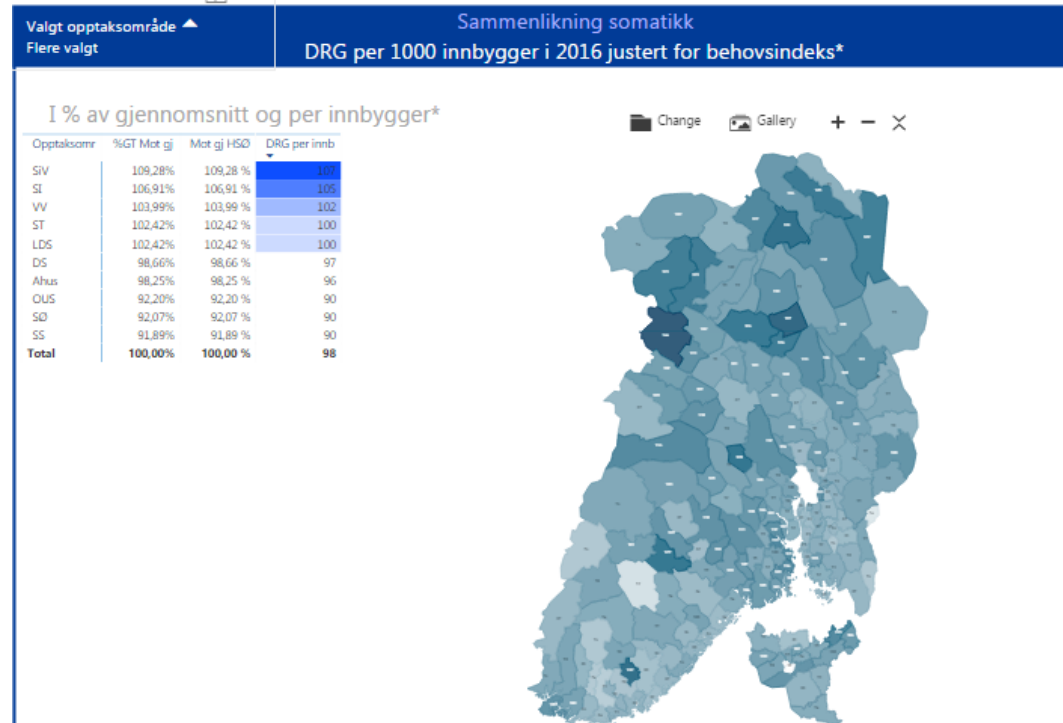 Valgt opptaksområde
Flere valgt
Sammenlikning somatikk
DRG per 1000 innbygger i 2016 justert for behovsindeks*
I % av gjennomsnitt og per innbygger*
Change Gallery
Opptaksomr %GT Mot gj Mot gj HSØ DRG per innb
SiV 109,28% 109,28 % 107
SI 106,91% 106,91 % 105
VV 103,99% 103,99 % 102
ST 102,42% 102,42 % 100
LDS 102,42% 102,42 % 100
DS 98,66% 98,66 % 97
Ahus 98,25% 98,25 % 96
OUS 92,20% 92,20 % 90
SØ 92,07% 92,07 % 90
SS 91,89% 91,89 % 90
Total 100,00% 100,00 % 98